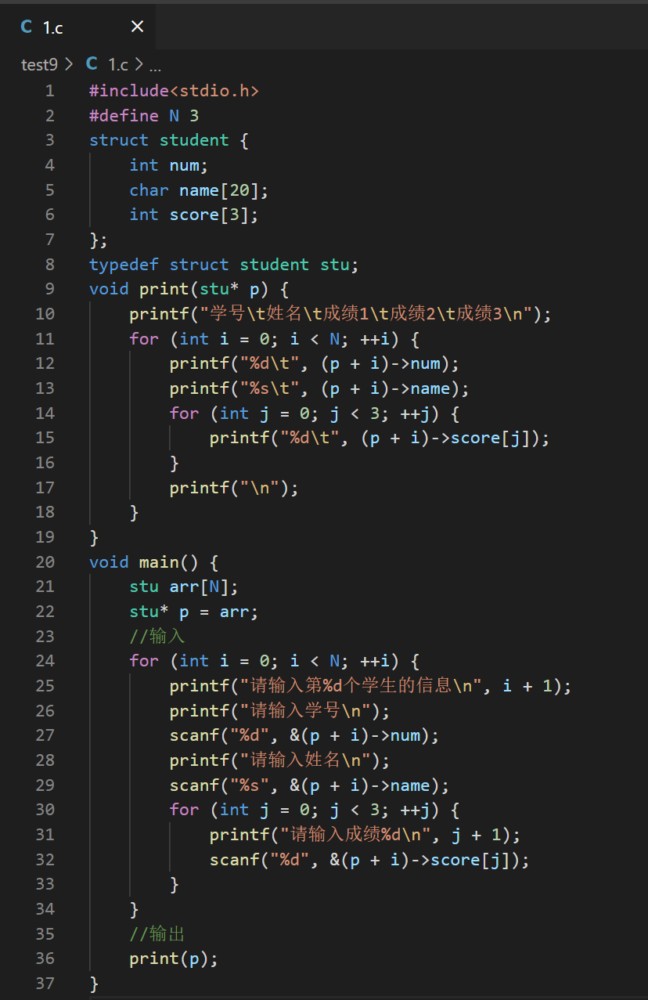 C 1.c ×
test9 > C 1.c > ...
1 #include<stdio.h>
2 #define N 3
3 struct student {
4     int num;
5     char name[20];
6     int score[3];
7 };
8 typedef struct student stu;
9 void print(stu* p) {
10     printf("学号\t姓名\t成绩1\t成绩2\t成绩3\n");
11     for (int i = 0; i < N; ++i) {
12         printf("%d\t", (p + i)->num);
13         printf("%s\t", (p + i)->name);
14         for (int j = 0; j < 3; ++j) {
15             printf("%d\t", (p + i)->score[j]);
16         }
17         printf("\n");
18     }
19 }
20 void main() {
21     stu arr[N];
22     stu* p = arr;
23     //输入
24     for (int i = 0; i < N; ++i) {
25         printf("请输入第%d个学生的信息\n", i + 1);
26         printf("请输入学号\n");
27         scanf("%d", &(p + i)->num);
28         printf("请输入姓名\n");
29         scanf("%s", &(p + i)->name);
30         for (int j = 0; j < 3; ++j) {
31             printf("请输入成绩%d\n", j + 1);
32             scanf("%d", &(p + i)->score[j]);
33         }
34     }
35     //输出
36     print(p);
37 }